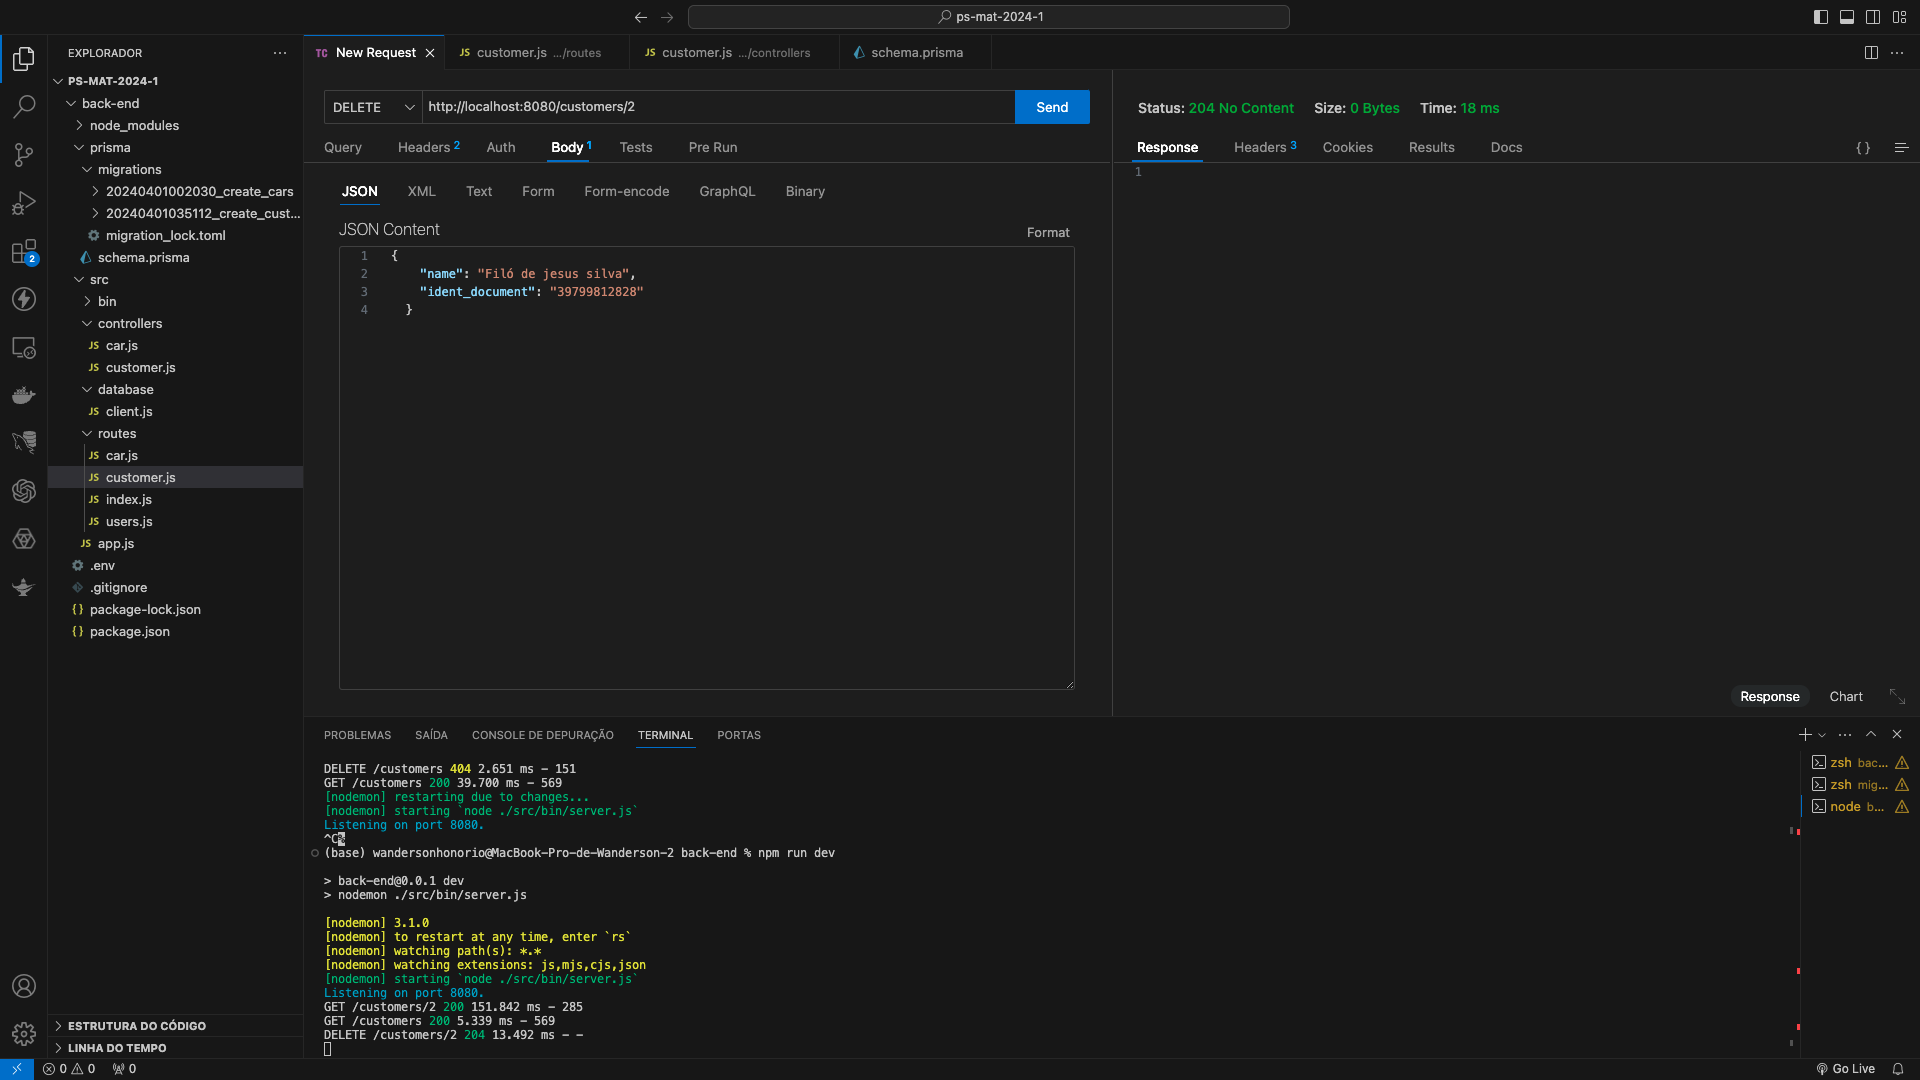 ps-mat-2024-1
EXPLORADOR
PS-MAT-2024-1
back-end
node_modules
prisma
migrations
20240401002030_create_cars
20240401035112_create_cust...
migration_lock.toml
schema.prisma
src
bin
controllers
JS car.js
JS customer.js
database
JS client.js
routes
JS car.js
JS customer.js
JS index.js
JS users.js
JS app.js
.env
.gitignore
{} package-lock.json
{} package.json
ESTRUTURA DO CÓDIGO
LINHA DO TEMPO
2
TC New Request
JS customer.js .../routes
JS customer.js .../controllers
schema.prisma
DELETE
http://localhost:8080/customers/2
Send
Query
Headers 2
Auth
Body 1
Tests
Pre Run
JSON
XML
Text
Form
Form-encode
GraphQL
Binary
JSON Content
Format
1 {
2 "name": "Filó de jesus silva",
3 "ident_document": "39799812828"
4 }
Status: 204 No Content
Size: 0 Bytes
Time: 18 ms
Response
Headers 3
Cookies
Results
Docs
{ }
1
Response
Chart
PROBLEMAS
SAÍDA
CONSOLE DE DEPURAÇÃO
TERMINAL
PORTAS
DELETE /customers 404 2.651 ms - 151
GET /customers 200 39.700 ms - 569
[nodemon] restarting due to changes...
[nodemon] starting `node ./src/bin/server.js`
Listening on port 8080.
^C%
(base) wandersonhonorio@MacBook-Pro-de-Wanderson-2 back-end % npm run dev
> back-end@0.0.1 dev
> nodemon ./src/bin/server.js
[nodemon] 3.1.0
[nodemon] to restart at any time, enter `rs`
[nodemon] watching path(s): *.*
[nodemon] watching extensions: js,mjs,cjs,json
[nodemon] starting `node ./src/bin/server.js`
Listening on port 8080.
GET /customers/2 200 151.842 ms - 285
GET /customers 200 5.339 ms - 569
DELETE /customers/2 204 13.492 ms - -
zsh bac...
zsh mig...
node b...
0
0
0
Go Live